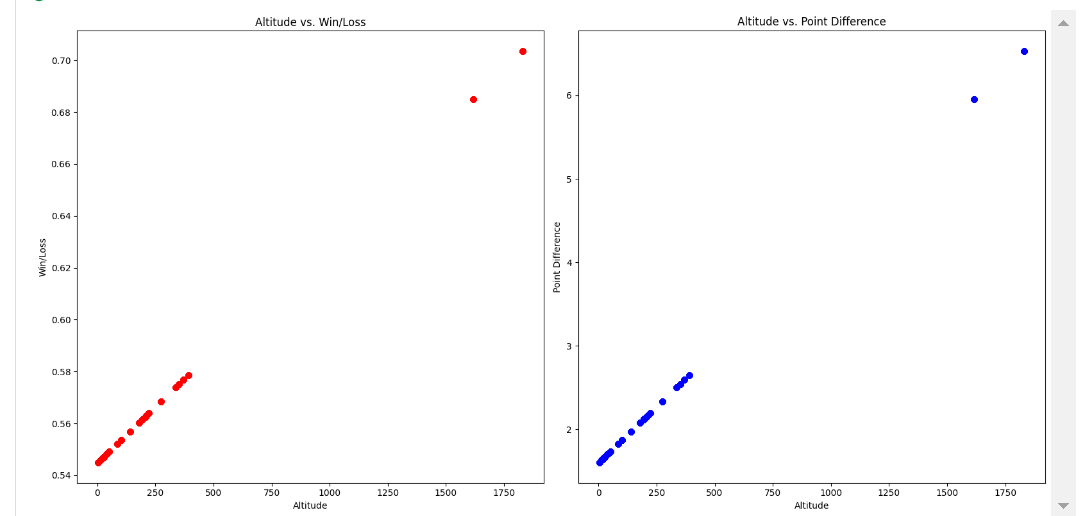 Altitude vs. Win/Loss
0.70
0.68
0.66
0.64
0.62
0.60
0.58
0.56
0.54
Win/Loss
0 250 500 750 1000 1250 1500 1750
Altitude
Altitude vs. Point Difference
6
5
4
3
2
Point Difference
0 250 500 750 1000 1250 1500 1750
Altitude